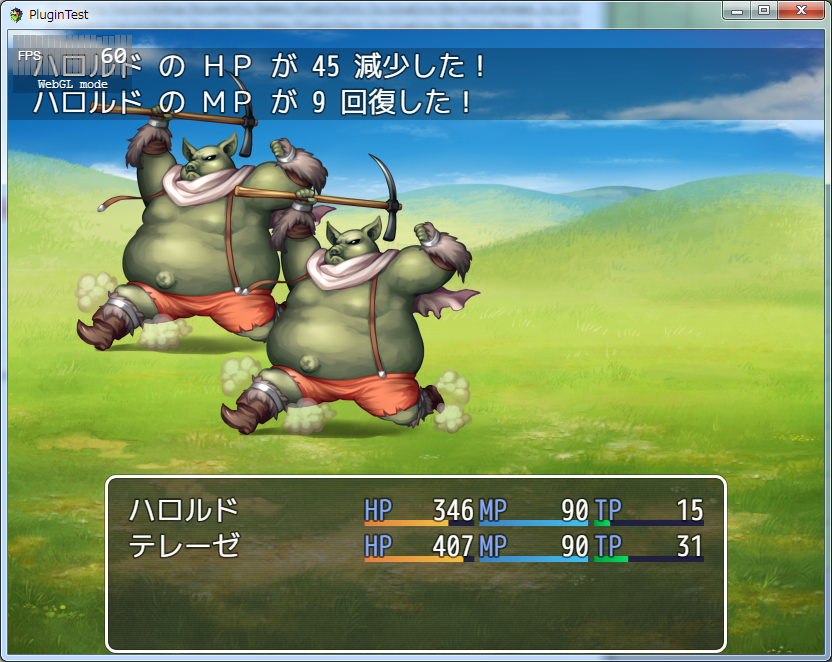 PluginTest
FPS 60
WebGL mode
ハロルド の ＨＰ が 45 減少した！
ハロルド の ＭＰ が 9 回復した！
ハロルド HP 346 MP 90 TP 15
テレーゼ HP 407 MP 90 TP 31